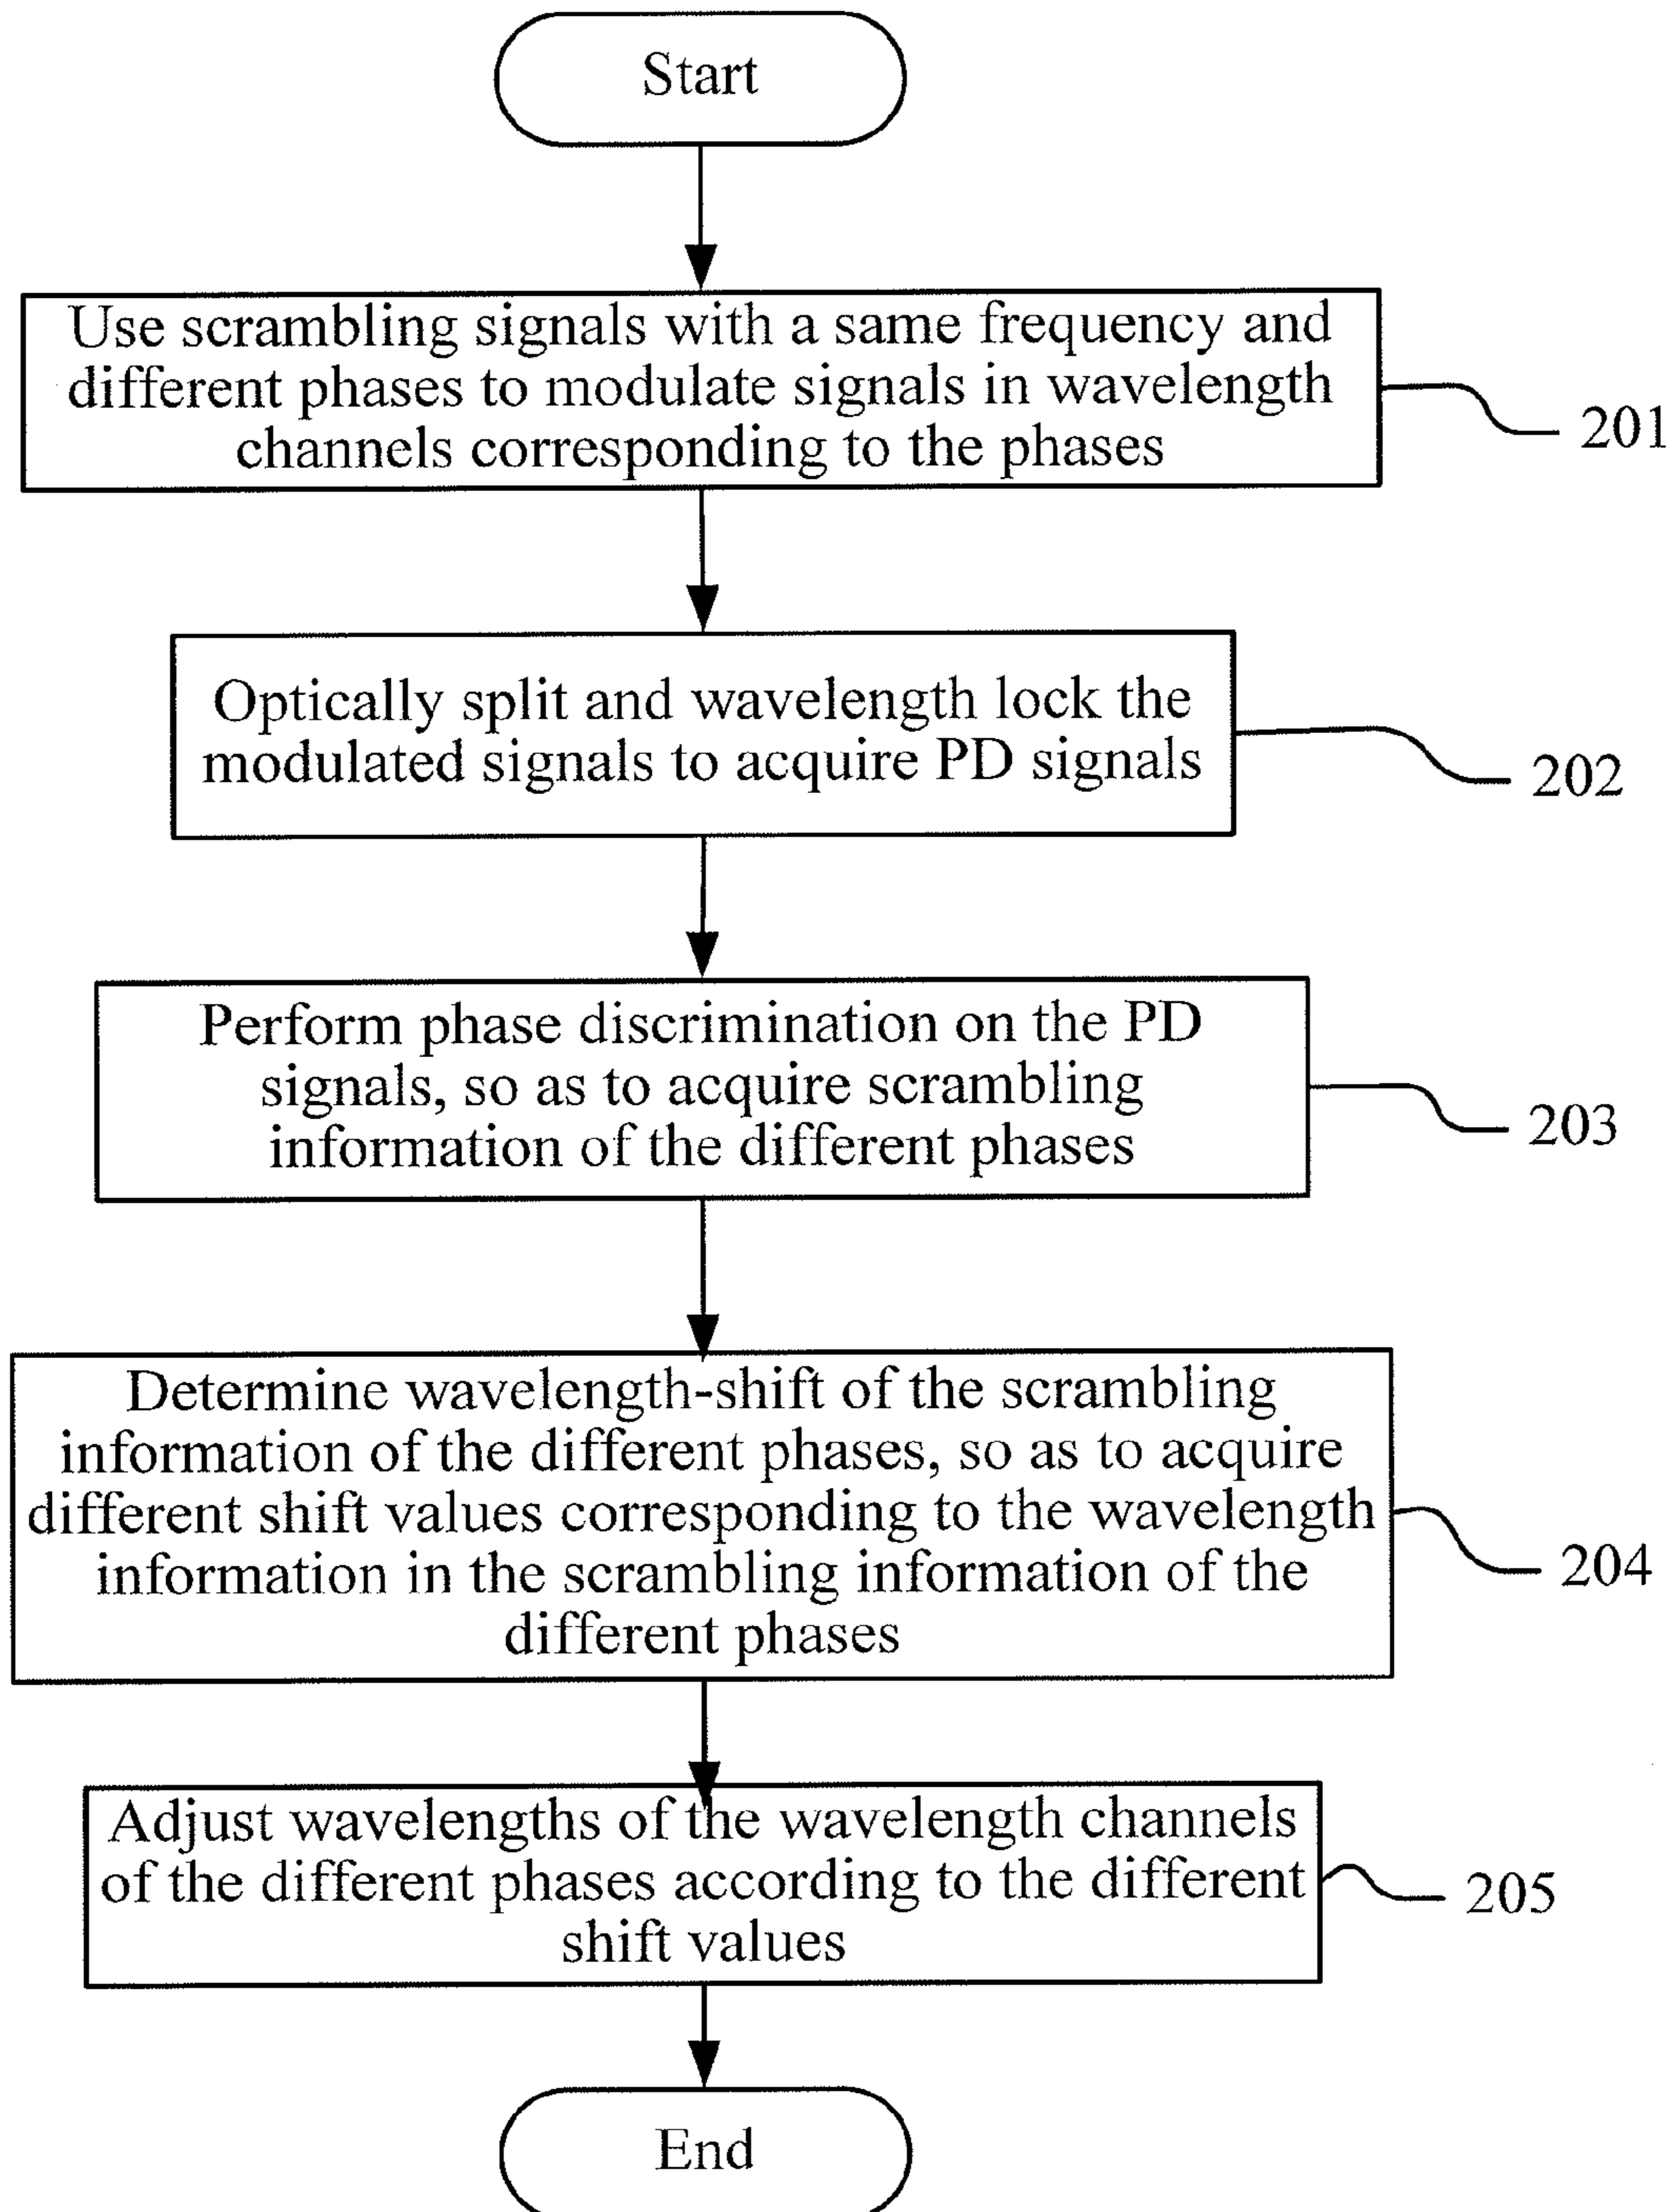 Start
Use scrambling signals with a same frequency and
different phases to modulate signals in wavelength
channels corresponding to the phases
201
Optically split and wavelength lock the
modulated signals to acquire PD signals
202
Perform phase discrimination on the PD
signals, so as to acquire scrambling
information of the different phases
203
Determine wavelength-shift of the scrambling
information of the different phases, so as to acquire
different shift values corresponding to the wavelength
information in the scrambling information of the
different phases
204
Adjust wavelengths of the wavelength channels
of the different phases according to the different
shift values
205
End